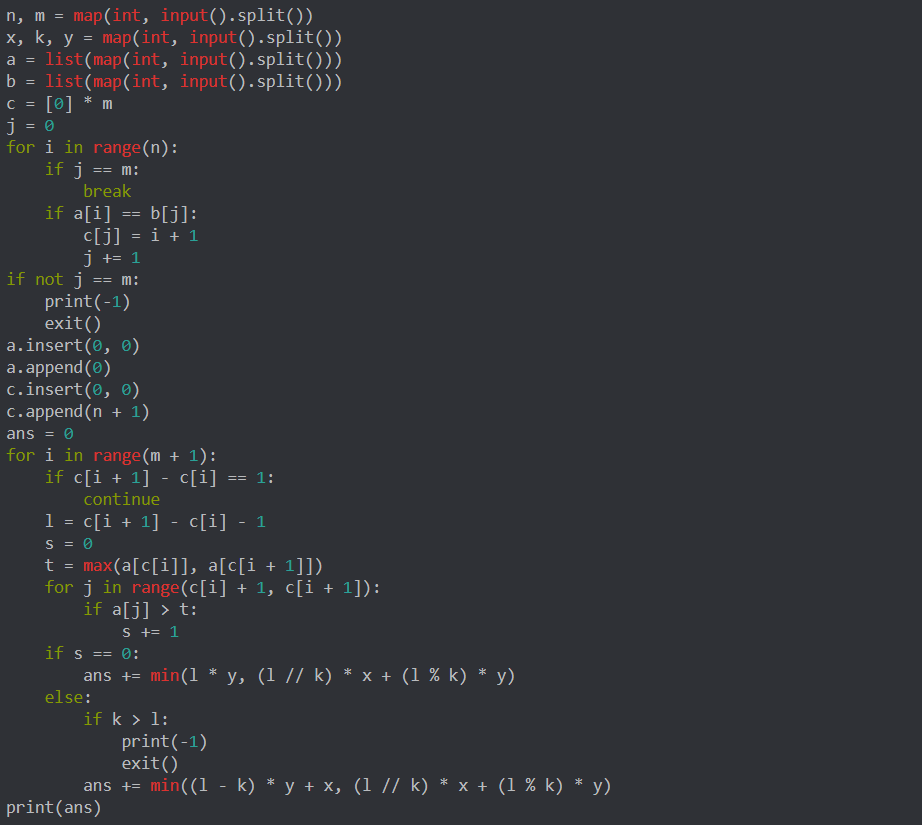 n, m = map(int, input().split())
x, k, y = map(int, input().split())
a = list(map(int, input().split()))
b = list(map(int, input().split()))
c = [0] * m
j = 0
for i in range(n):
    if j == m:
        break
    if a[i] == b[j]:
        c[j] = i + 1
        j += 1
if not j == m:
    print(-1)
    exit()
a.insert(0, 0)
a.append(0)
c.insert(0, 0)
c.append(n + 1)
ans = 0
for i in range(m + 1):
    if c[i + 1] - c[i] == 1:
        continue
    l = c[i + 1] - c[i] - 1
    s = 0
    t = max(a[c[i]], a[c[i + 1]])
    for j in range(c[i] + 1, c[i + 1]):
        if a[j] > t:
            s += 1
    if s == 0:
        ans += min(l * y, (l // k) * x + (l % k) * y)
    else:
        if k > l:
            print(-1)
            exit()
        ans += min((l - k) * y + x, (l // k) * x + (l % k) * y)
print(ans)